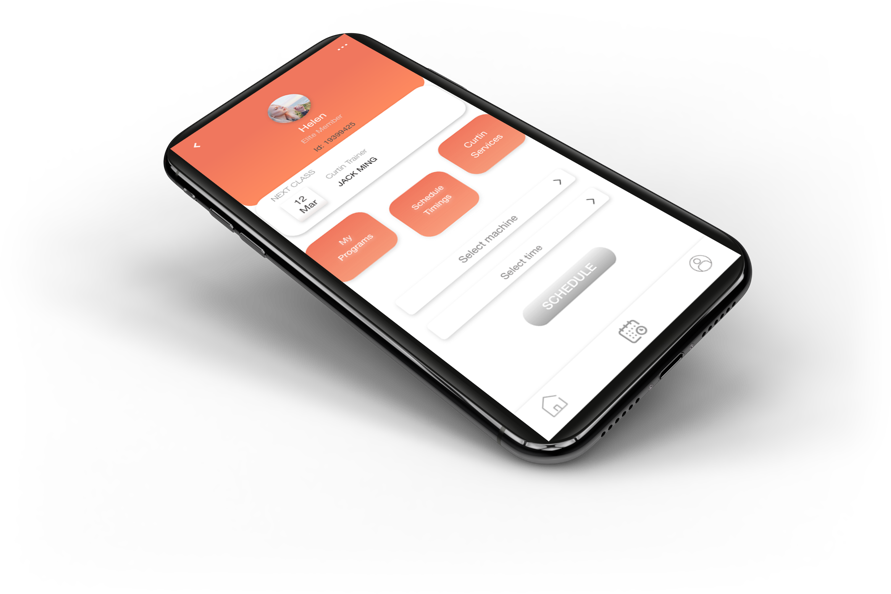 Helen
Elite Member
Id: 19399425
NEXT CLASS
12
Mar
Curtin Trainer
JACK MING
My
Programs
Schedule
Timings
Curtin
Services
Select machine
Select time
SCHEDULE